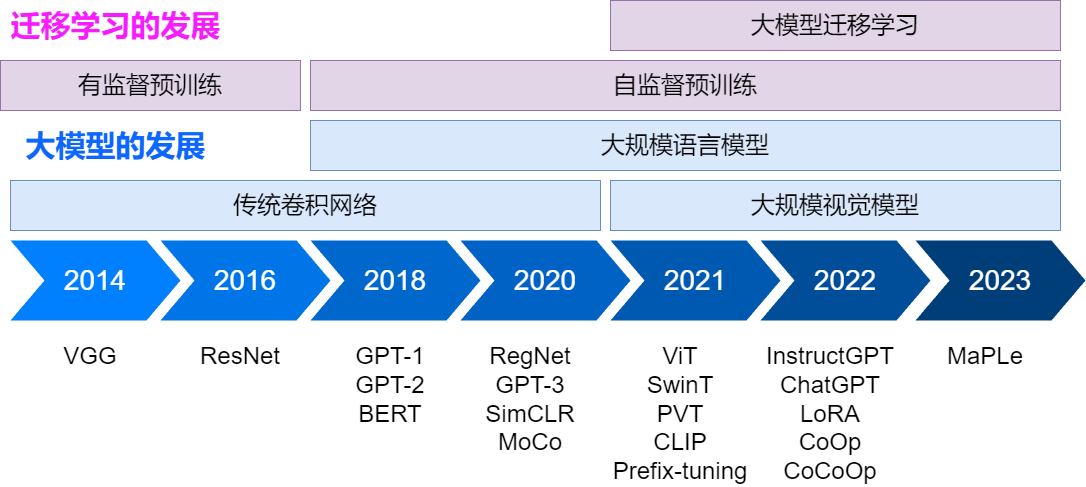 迁移学习的发展
大模型迁移学习
有监督预训练
自监督预训练
大模型的发展
大规模语言模型
传统卷积网络
大规模视觉模型
2014
2016
2018
2020
2021
2022
2023
VGG
ResNet
GPT-1
GPT-2
BERT
RegNet
GPT-3
SimCLR
MoCo
ViT
SwinT
PVT
CLIP
Prefix-tuning
InstructGPT
ChatGPT
LoRA
CoOp
CoCoOp
MaPLe